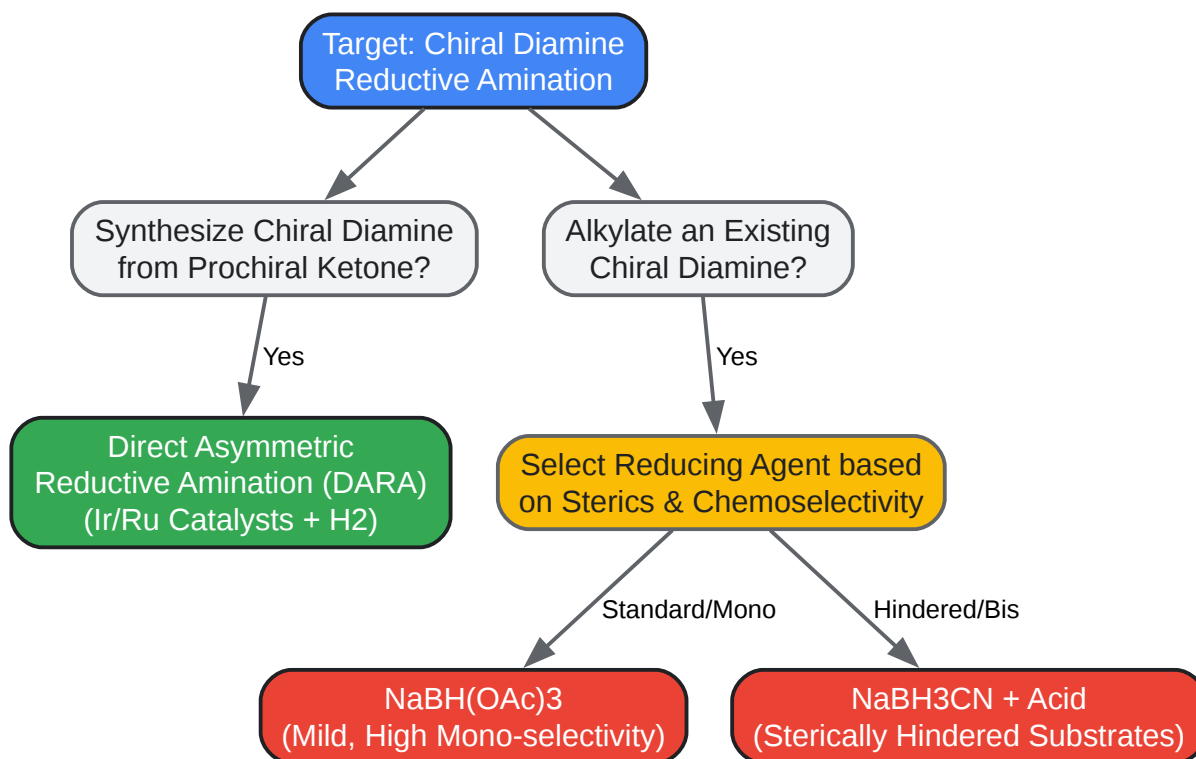 Target: Chiral Diamine
Reductive Amination
Synthesize Chiral Diamine
from Prochiral Ketone?
Alkylate an Existing
Chiral Diamine?
Yes
Yes
Direct Asymmetric
Reductive Amination (DARA)
(Ir/Ru Catalysts + H2)
Select Reducing Agent based
on Sterics & Chemoselectivity
Standard/Mono
Hindered/Bis
NaBH(OAc)3
(Mild, High Mono-selectivity)
NaBH3CN + Acid
(Sterically Hindered Substrates)